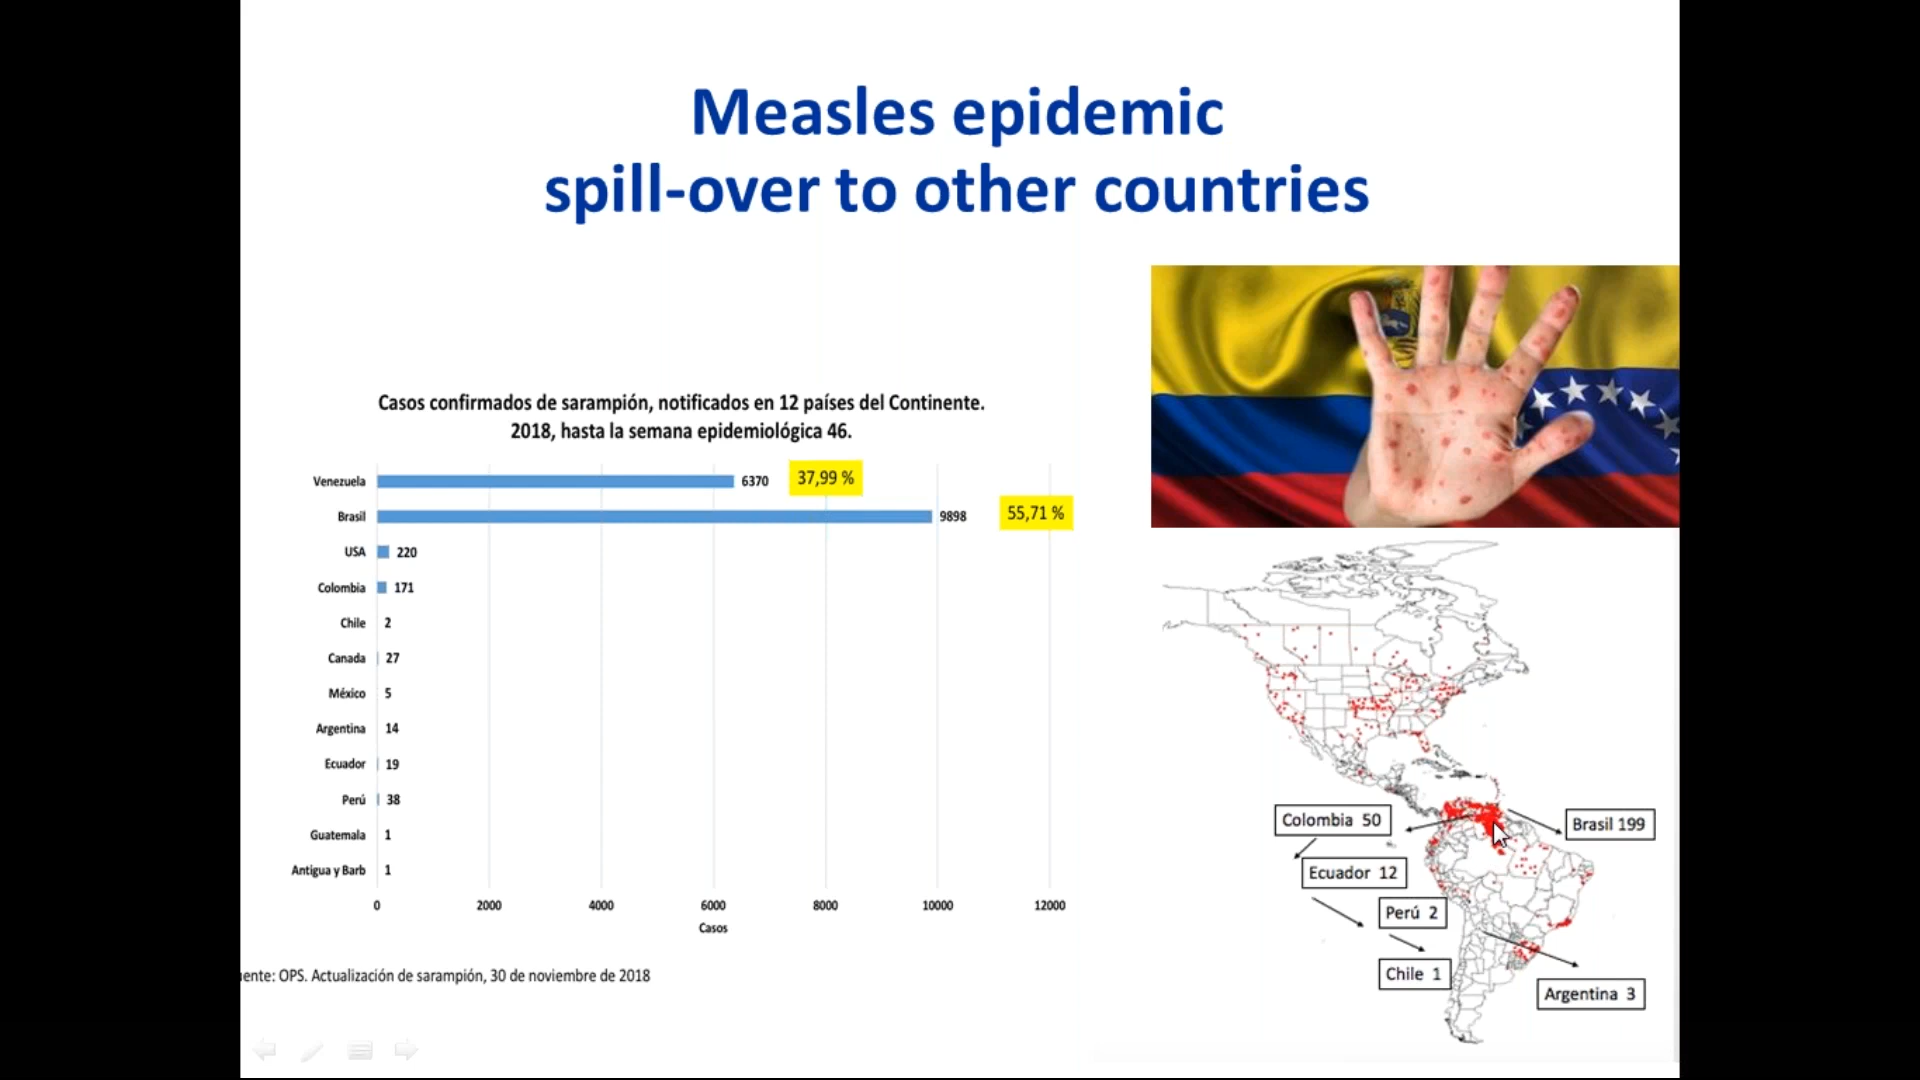 Measles epidemic
spill-over to other countries
Casos confirmados de sarampión, notificados en 12 países del Continente.
2018, hasta la semana epidemiológica 46.
Venezuela 6370 37,99 %
Brasil 9898 55,71 %
USA 220
Colombia 171
Chile 2
Canada 27
México 5
Argentina 14
Ecuador 19
Perú 38
Guatemala 1
Antigua y Barb 1
0 2000 4000 6000 8000 10000 12000
Casos
uente: OPS. Actualización de sarampión, 30 de noviembre de 2018
Colombia 50
Brasil 199
Ecuador 12
Perú 2
Chile 1
Argentina 3